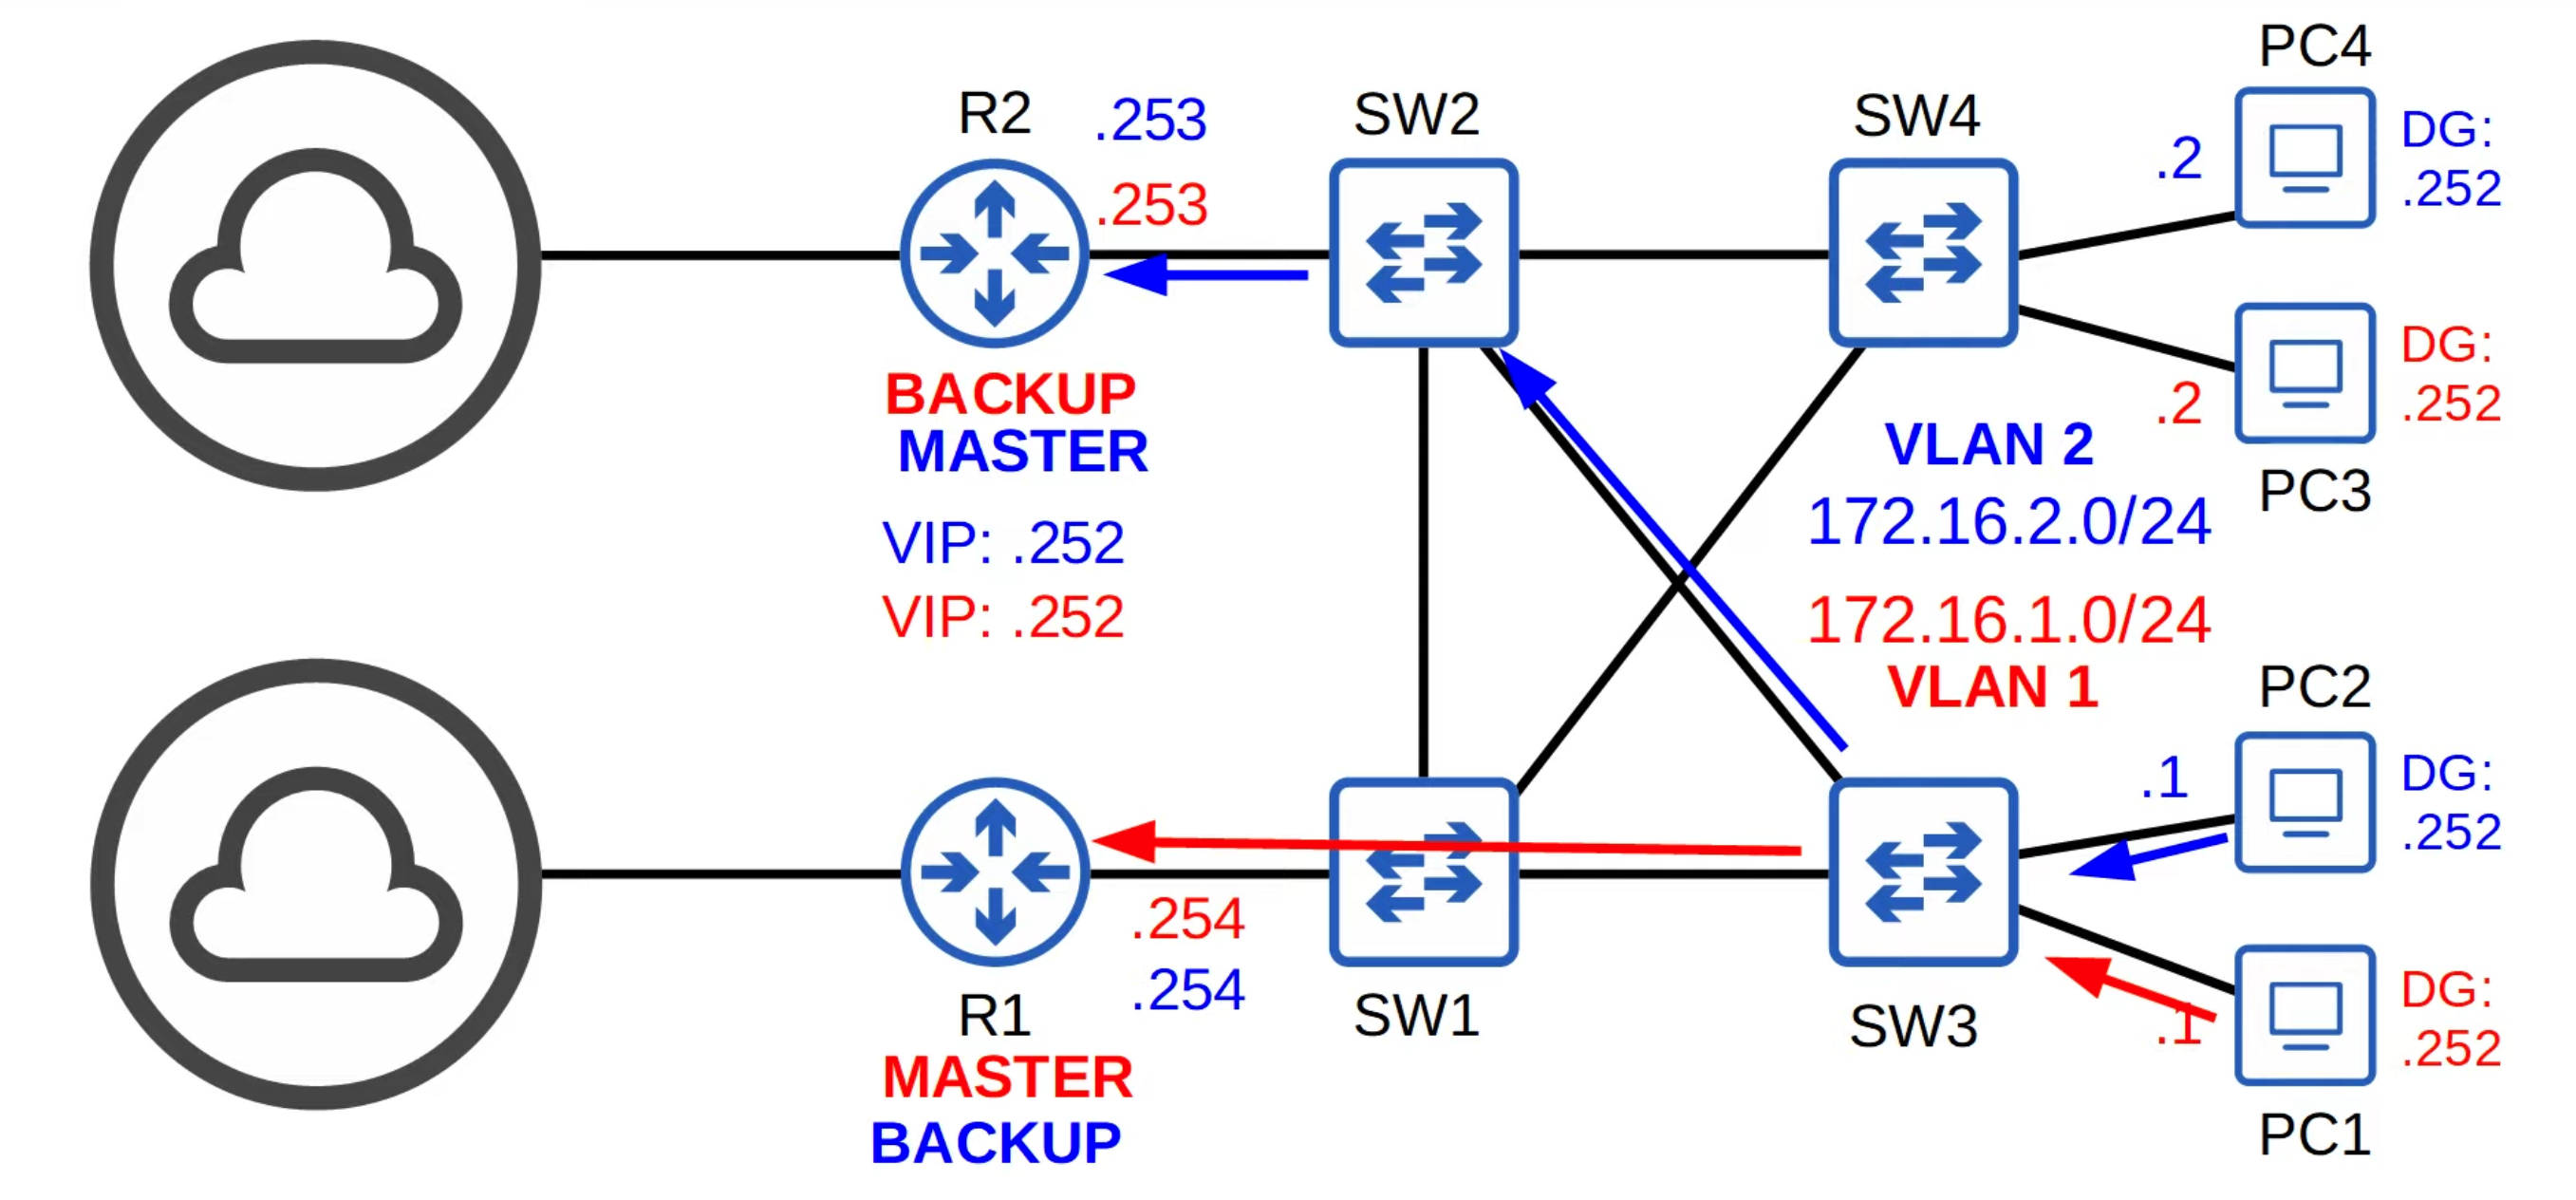 PC4
R2
.253
SW2
SW4
DG:
.252
.2
.253
DG:
.252
.2
BACKUP
MASTER
VLAN 2
PC3
VIP: .252
172.16.2.0/24
VIP: .252
172.16.1.0/24
VLAN 1
PC2
.1
DG:
.252
.254
.254
R1
SW1
SW3
.1
DG:
.252
MASTER
BACKUP
PC1